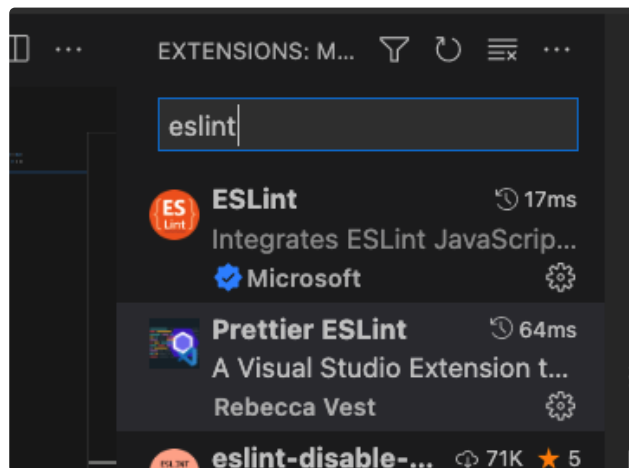 EXTENSIONS: M...
eslint
ES
Lint
ESLint 17ms
Integrates ESLint JavaScrip...
Microsoft
Prettier ESLint 64ms
A Visual Studio Extension t...
Rebecca Vest
ESLINT
eslint-disable-... 71K 5